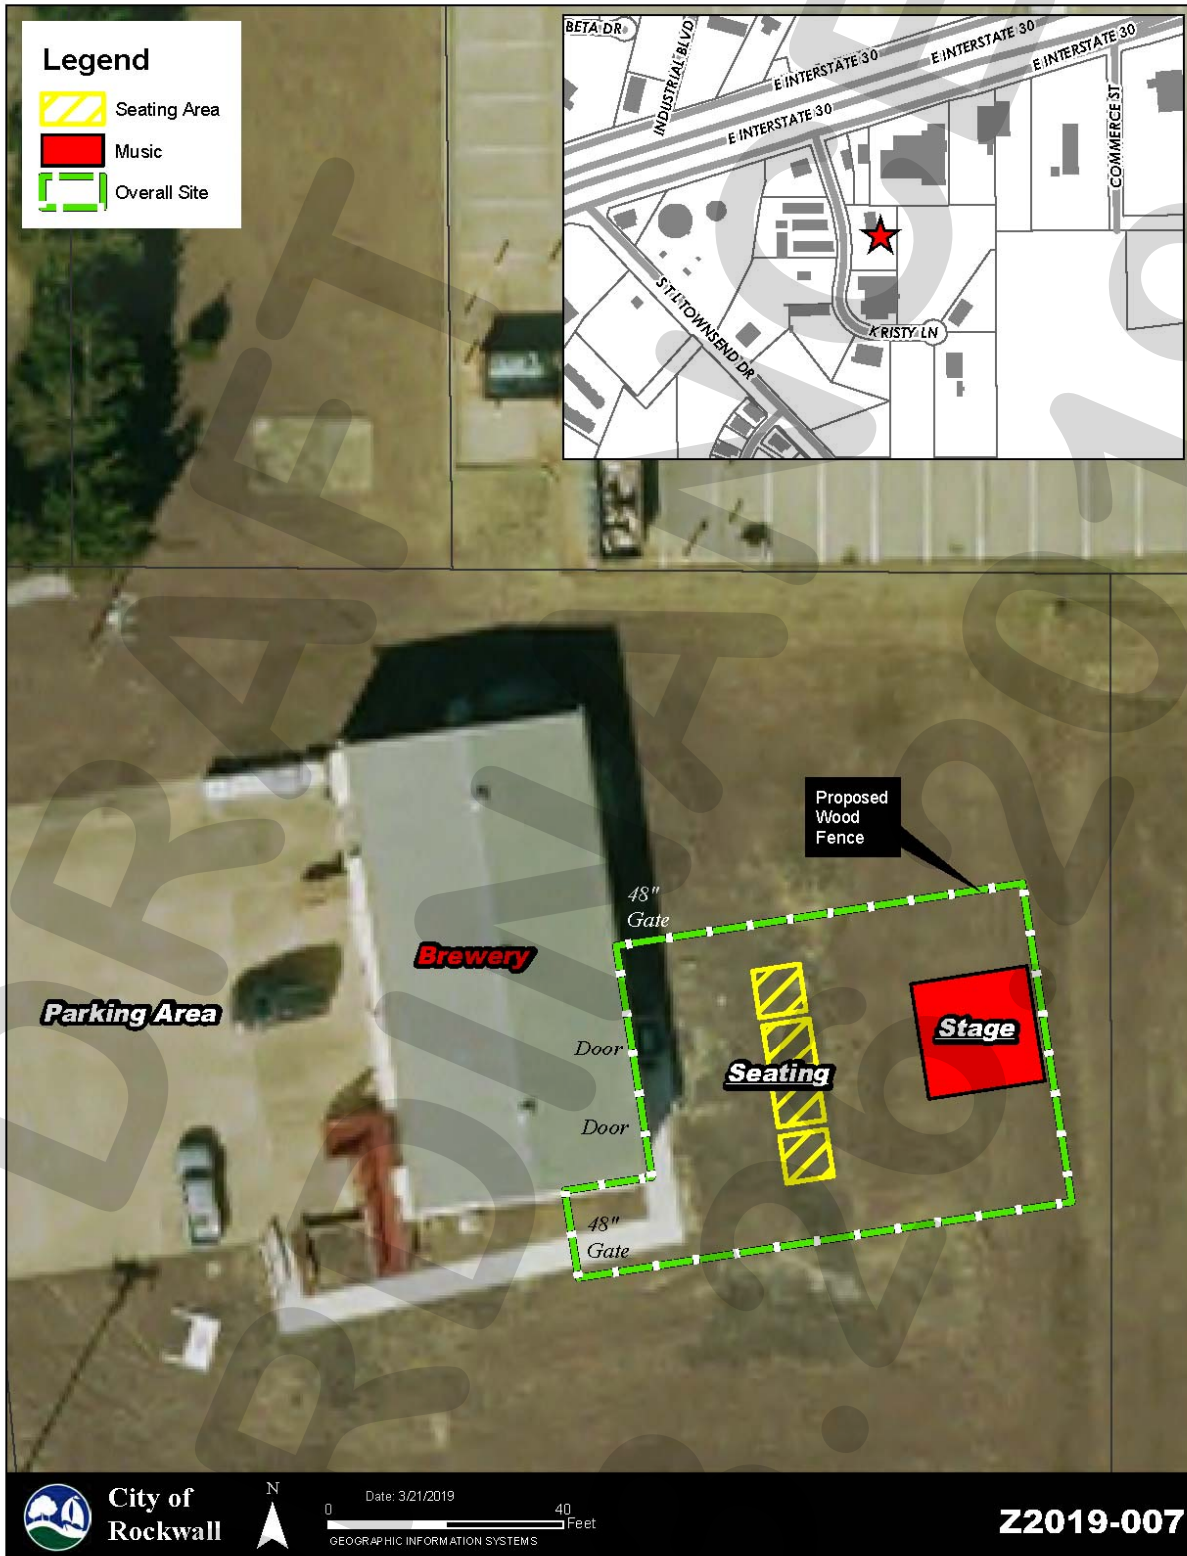 Legend
Seating Area
Music
Overall Site
BETA DR
INDUSTRIAL BLVD
E INTERSTATE 30
E INTERSTATE 30
E INTERSTATE 30
E INTERSTATE 30
COMMERCE ST
S T L TOWNSEND DR
KRISTY LN
Proposed
Wood
Fence
48"
Gate
Brewery
Parking Area
Door
Stage
Seating
Door
48"
Gate
City of
Rockwall
N
Date: 3/21/2019
0
40
Feet
GEOGRAPHIC INFORMATION SYSTEMS
Z2019-007
DRAFT